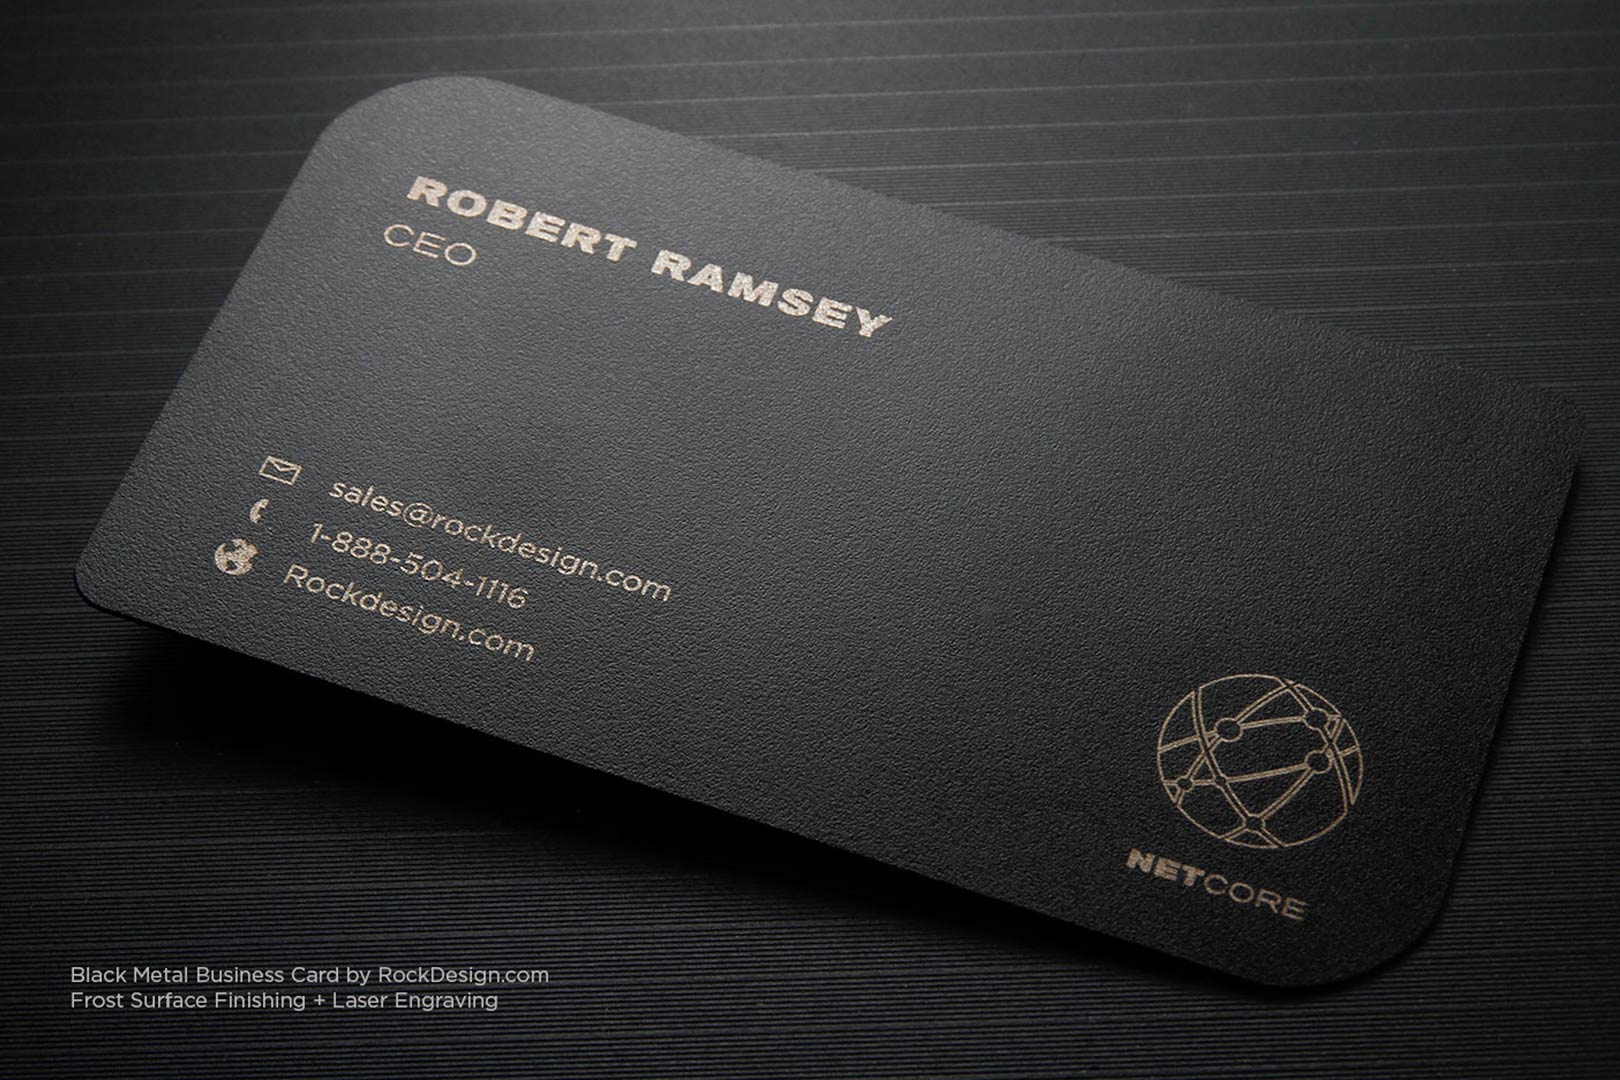 ROBERT RAMSEY
CEO
sales@rockdesign.com
1-888-504-1116
Rockdesign.com
NETCORE
Black Metal Business Card by RockDesign.com
Frost Surface Finishing + Laser Engraving